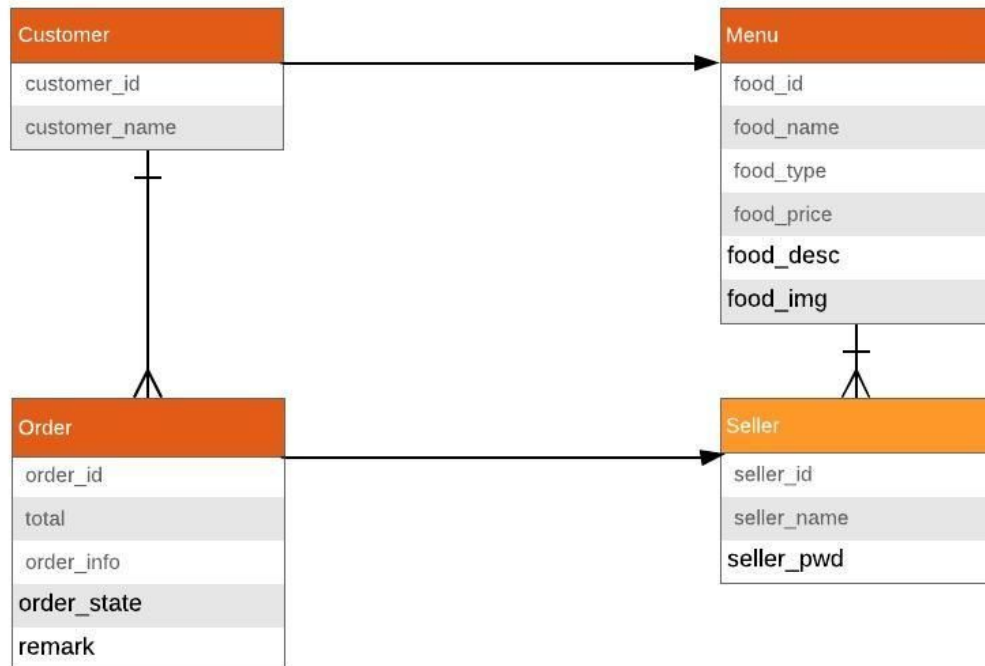 Customer
customer_id
customer_name
Menu
food_id
food_name
food_type
food_price
food_desc
food_img
Order
order_id
total
order_info
order_state
remark
Seller
seller_id
seller_name
seller_pwd